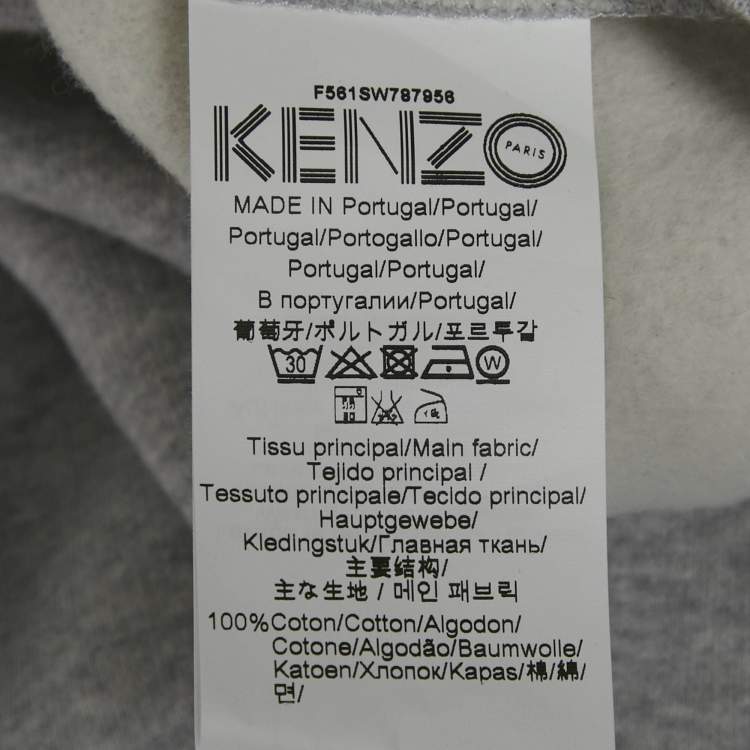 F561SW787956
KENZO PARIS
MADE IN Portugal/Portugal/
Portugal/Portogallo/Portugal/
Portugal/Portugal/
В португалии/Portugal/
葡萄牙/ポルトガル/포르투갈
30 W
Tissu principal/Main fabric/
Tejido principal /
Tessuto principale/Tecido principal/
Hauptgewebe/
Kledingstuk/Главная ткань/
主要结构/
主な生地 / 메인 패브릭
100%Coton/Cotton/Algodon/
Cotone/Algodão/Baumwolle/
Katoen/Хлопок/Kapas/棉/綿/
면/